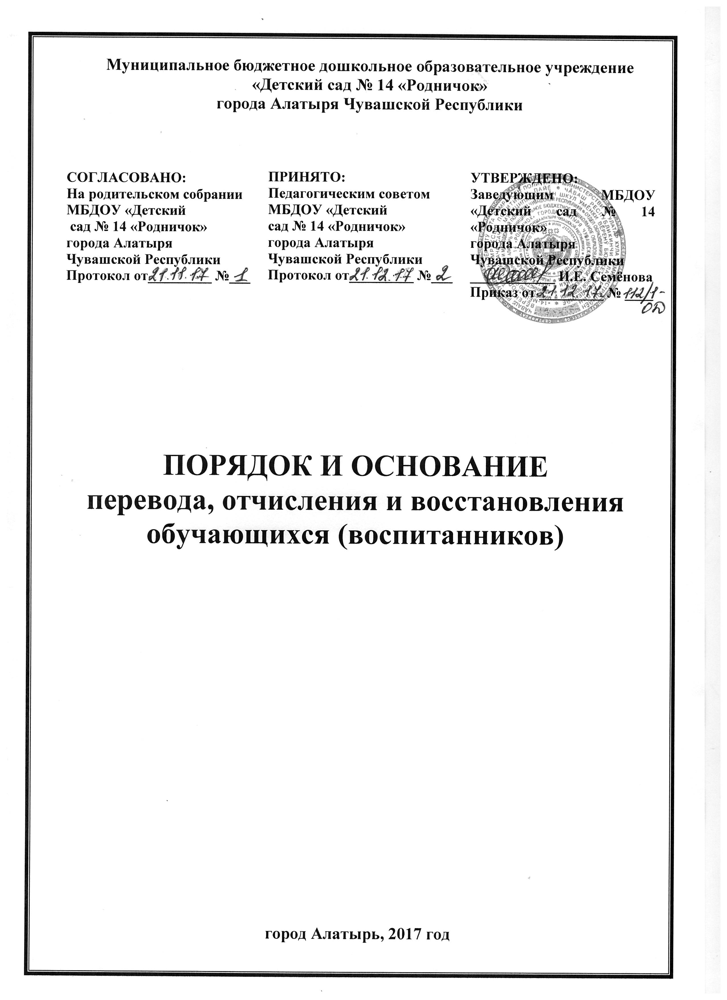 Муниципальное бюджетное дошкольное образовательное учреждение
«Детский сад № 14 «Родничок»
города Алатыря Чувашской Республики
СОГЛАСОВАНО:
На родительском собрании
МБДОУ «Детский
сад № 14 «Родничок»
города Алатыря
Чувашской Республики
Протокол от 21.11.17 № 1
ПРИНЯТО:
Педагогическим советом
МБДОУ «Детский
сад № 14 «Родничок»
города Алатыря
Чувашской Республики
Протокол от 21.12.17 № 2
УТВЕРЖДЕНО:
Заведующим МБДОУ
«Детский сад № 14
«Родничок»
города Алатыря
Чувашской Республики
И.Е. Семёнова
Приказ от 21.12.17. № 112/1-
ОД
ПОРЯДОК И ОСНОВАНИЕ
перевода, отчисления и восстановления
обучающихся (воспитанников)
город Алатырь, 2017 год